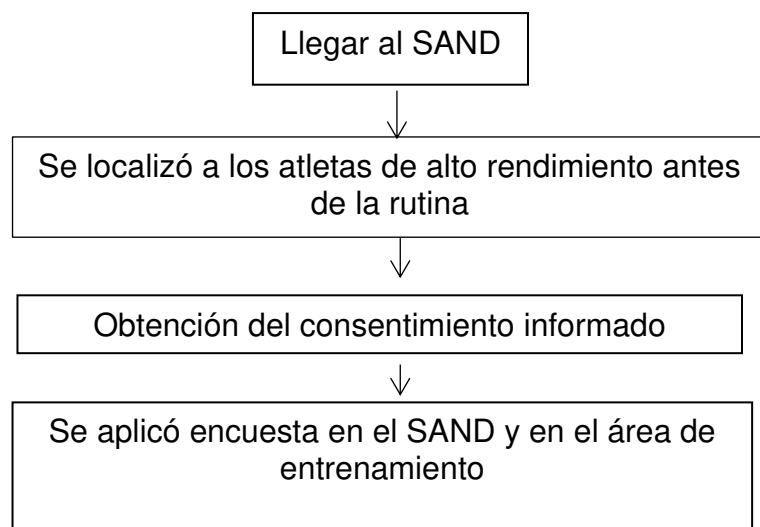 Llegar al SAND
Se localizó a los atletas de alto rendimiento antes
de la rutina
Obtención del consentimiento informado
Se aplicó encuesta en el SAND y en el área de
entrenamiento